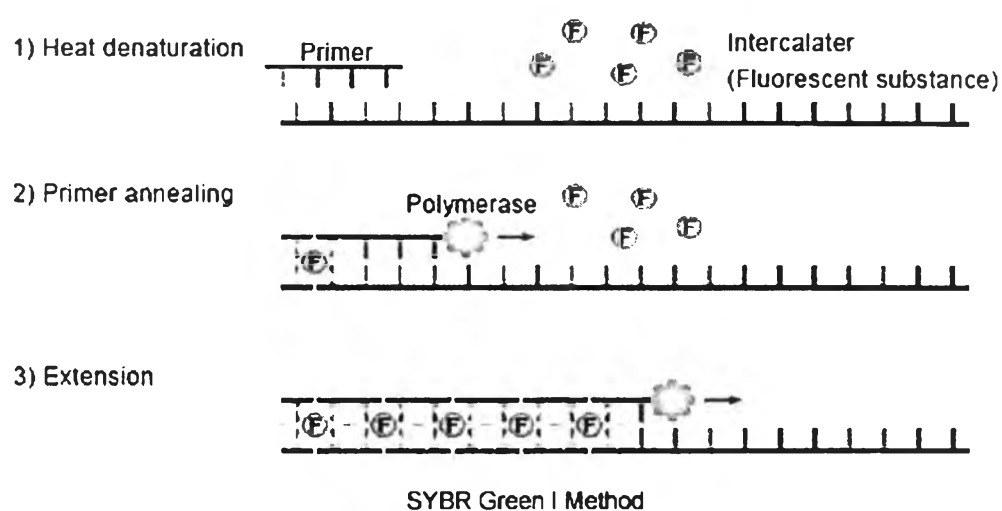 1) Heat denaturation
Primer
F F F F F
Intercalater
(Fluorescent substance)
2) Primer annealing
Polymerase
F F F F
F
3) Extension
F F F F F
SYBR Green I Method